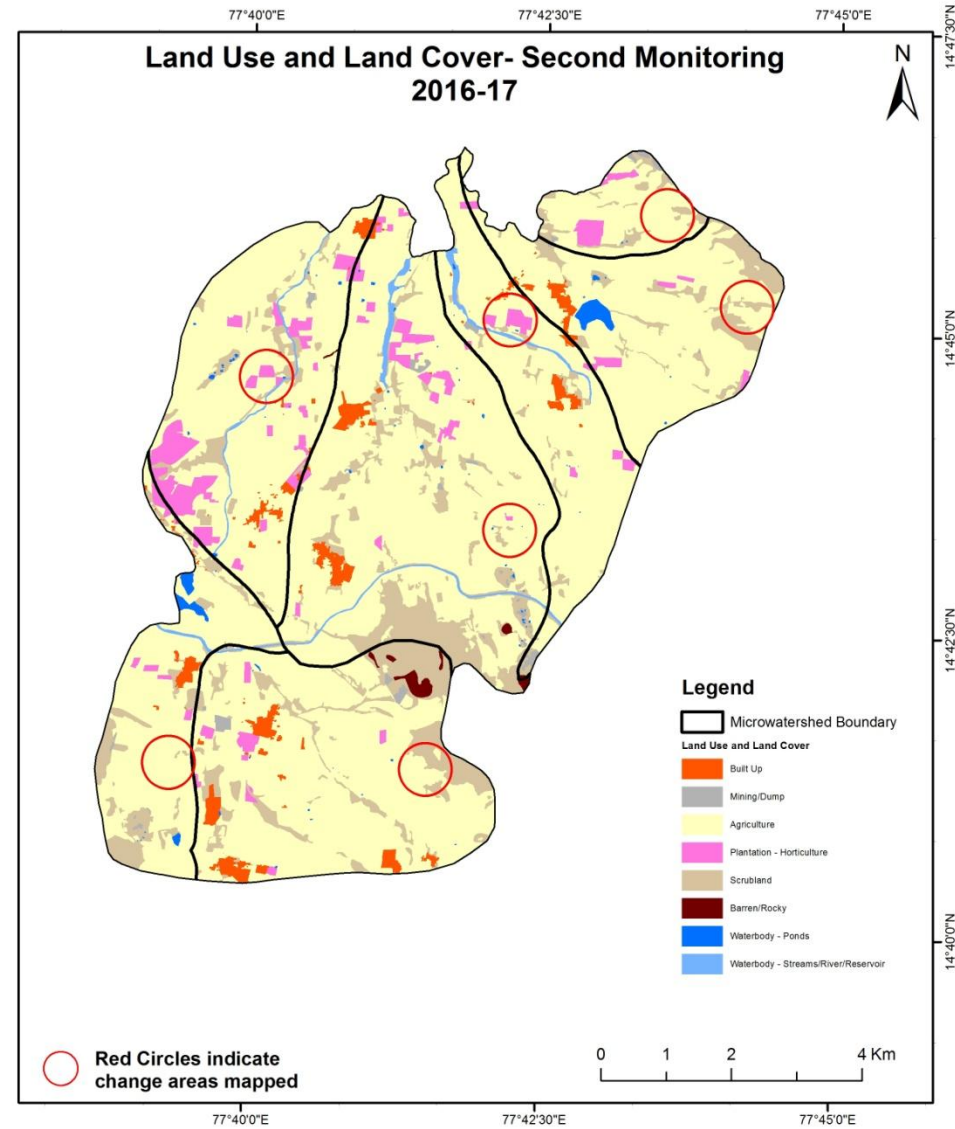 77°40'0"E 77°42'30"E 77°45'0"E
Land Use and Land Cover- Second Monitoring
2016-17
N
14°47'30"N
14°45'0"N
14°42'30"N
14°40'0"N
Legend
Microwatershed Boundary
Land Use and Land Cover
Built Up
Mining/Dump
Agriculture
Plantation - Horticulture
Scrubland
Barren/Rocky
Waterbody - Ponds
Waterbody - Streams/River/Reservoir
Red Circles indicate
change areas mapped
0 1 2 4 Km
77°40'0"E 77°42'30"E 77°45'0"E